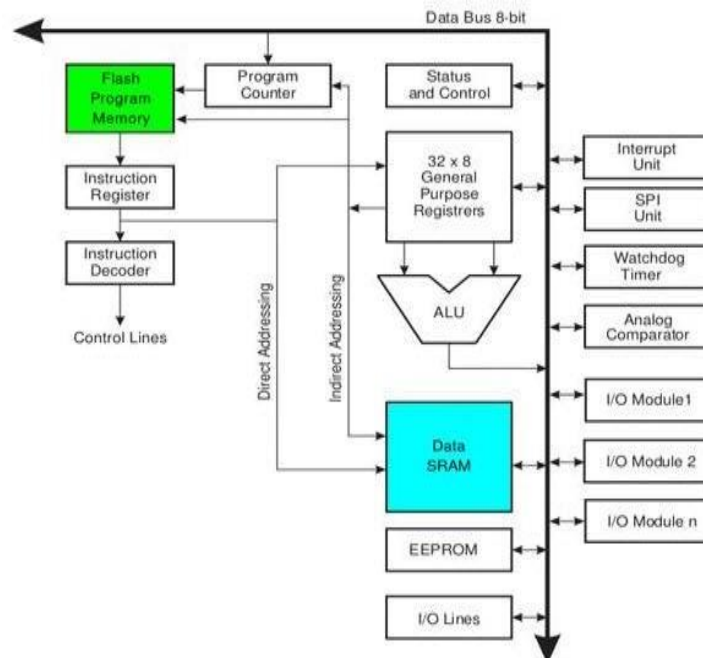 Data Bus 8-bit
Flash
Program
Memory
Program
Counter
Status
and Control
Interrupt
Unit
32 x 8
General
Purpose
Registrers
Instruction
Register
SPI
Unit
Instruction
Decoder
Watchdog
Timer
ALU
Control Lines
Analog
Comparator
Direct Addressing
Indirect Addressing
I/O Module1
Data
SRAM
I/O Module 2
I/O Module n
EEPROM
I/O Lines